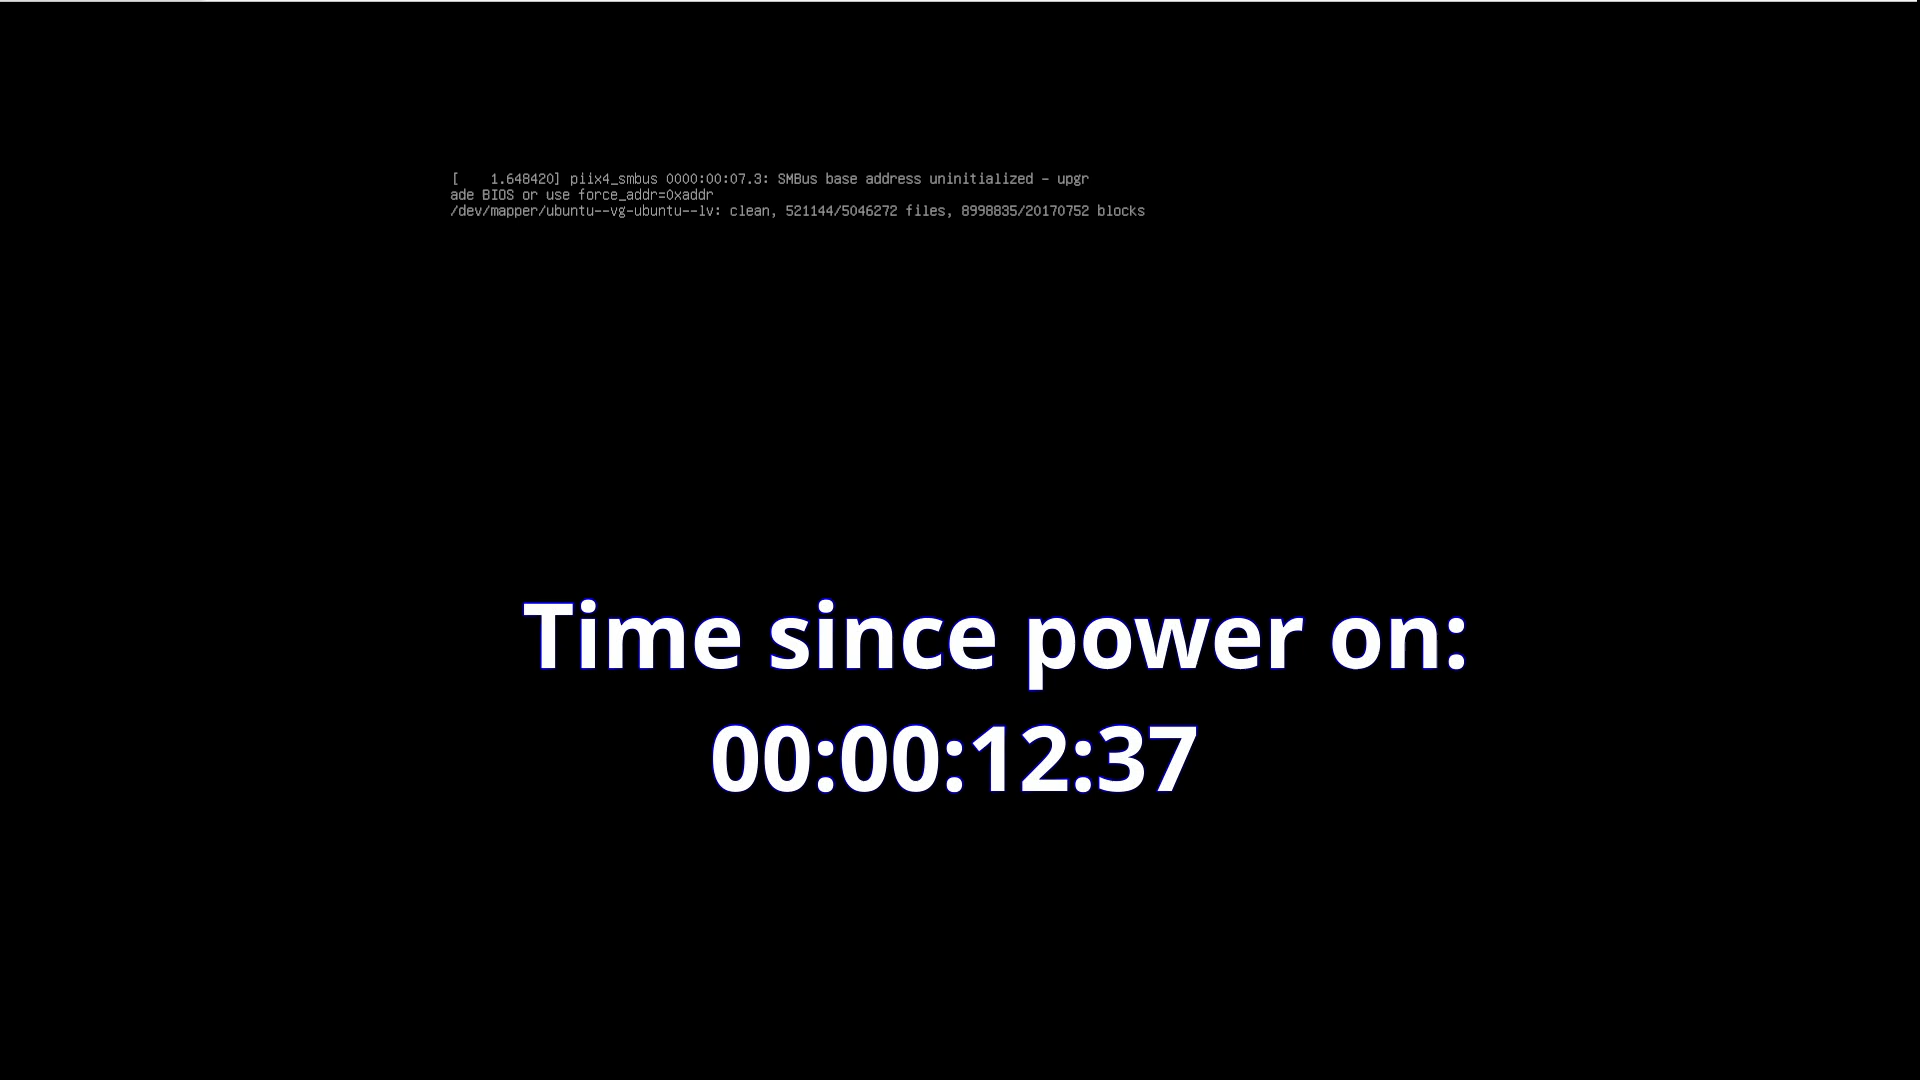 [    1.648420] piix4_smbus 0000:00:07.3: SMBus base address uninitialized - upgr
ade BIOS or use force_addr=0xaddr
/dev/mapper/ubuntu--vg-ubuntu--lv: clean, 521144/5046272 files, 8998835/20170752 blocks
Time since power on:
00:00:12:37